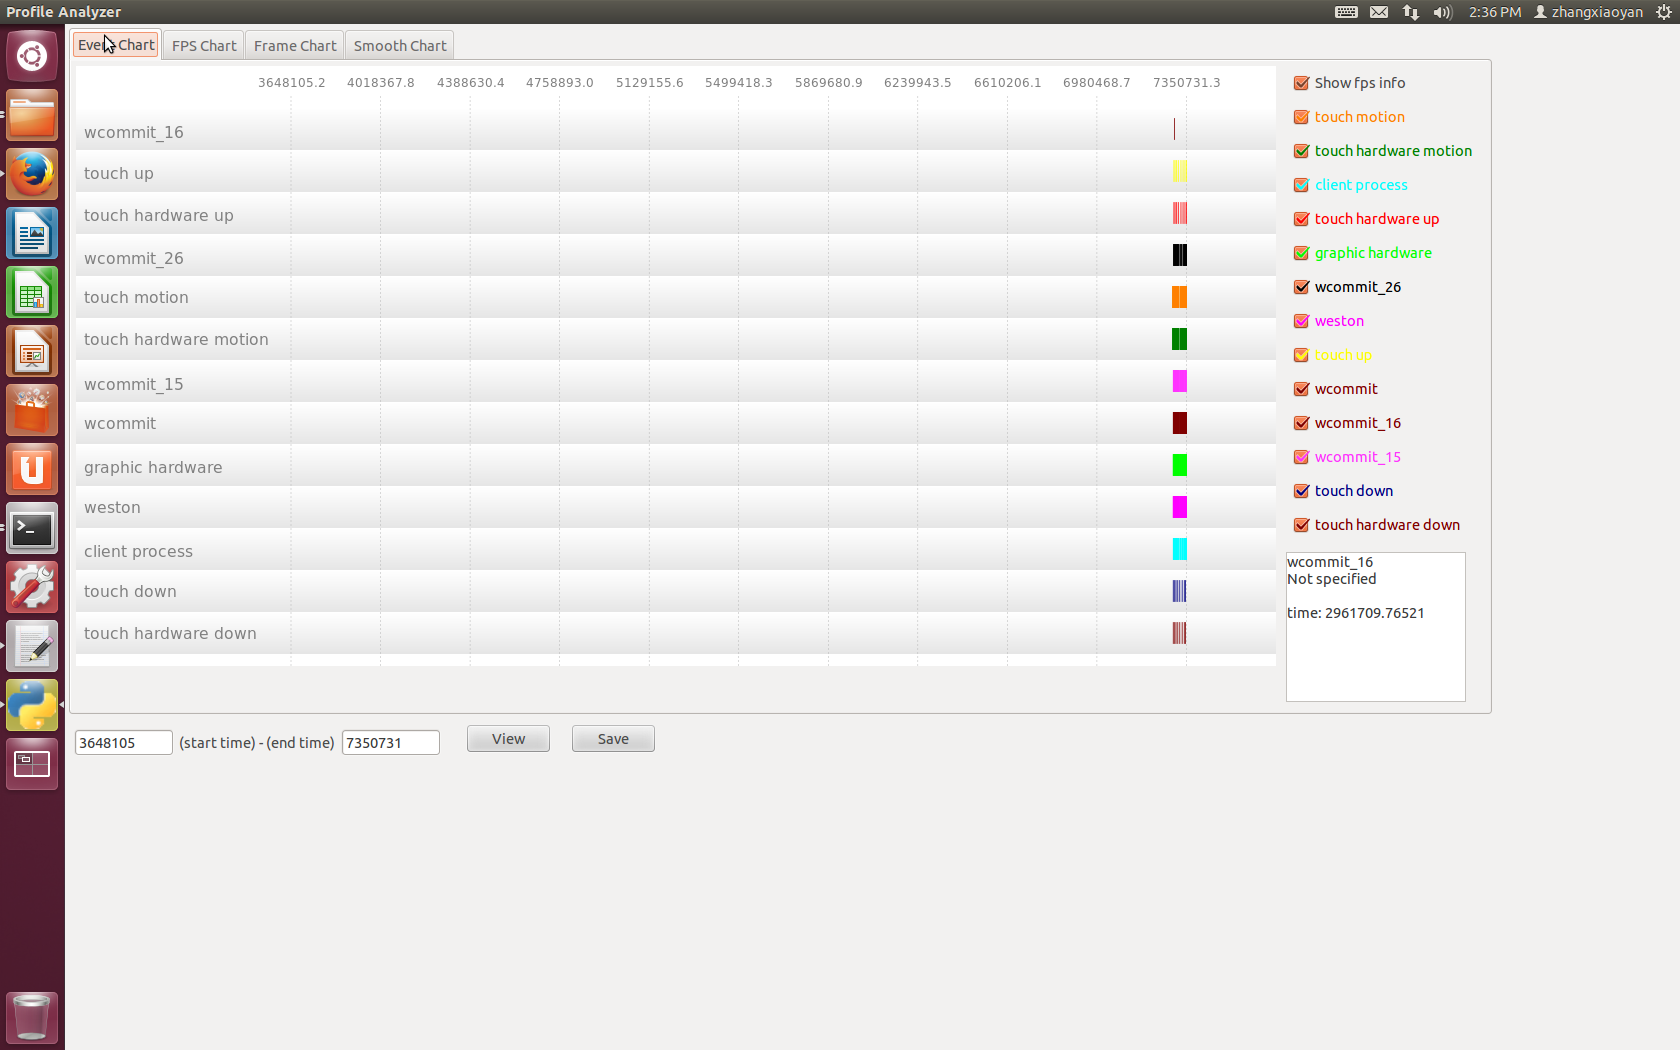 Profile Analyzer
2:36 PM zhangxiaoyan
Chart
FPS Chart
Frame Chart
Smooth Chart
3648105.2 4018367.8 4388630.4 4758893.0 5129155.6 5499418.3 5869680.9 6239943.5 6610206.1 6980468.7 7350731.3
wcommit_16
touch up
touch hardware up
wcommit_26
touch motion
touch hardware motion
wcommit_15
wcommit
graphic hardware
weston
client process
touch down
touch hardware down
Show fps info
touch motion
touch hardware motion
client process
touch hardware up
graphic hardware
wcommit_26
weston
touch up
wcommit
wcommit_16
wcommit_15
touch down
touch hardware down
wcommit_16
Not specified
time: 2961709.76521
3648105 (start time) - (end time) 7350731 View Save